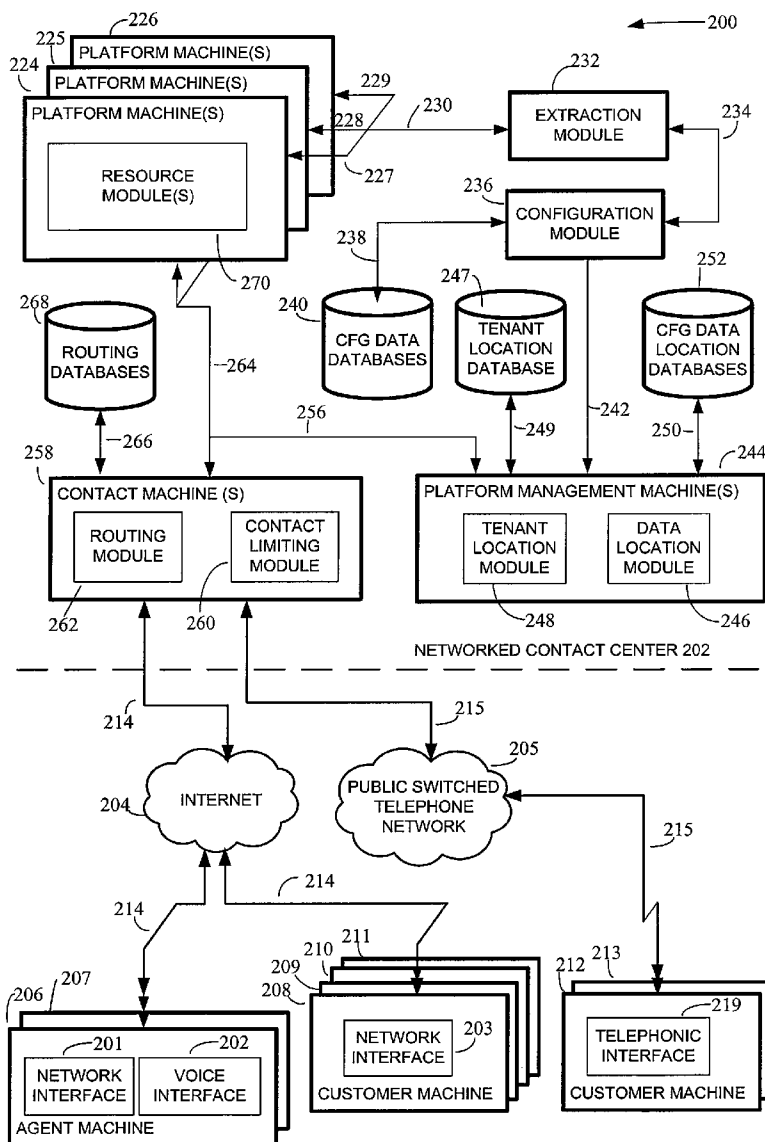 226
200
225
PLATFORM MACHINE(S)
224
PLATFORM MACHINE(S)
PLATFORM MACHINE(S)
229
228
230
227
232
EXTRACTION
MODULE
234
RESOURCE
MODULE(S)
270
236
CONFIGURATION
MODULE
238
268
ROUTING
DATABASES
264
240
CFG DATA
DATABASES
247
TENANT
LOCATION
DATABASE
252
CFG DATA
LOCATION
DATABASES
266
256
249
242
250
258
CONTACT MACHINE (S)
244
PLATFORM MANAGEMENT MACHINE(S)
ROUTING
MODULE
CONTACT
LIMITING
MODULE
TENANT
LOCATION
MODULE
DATA
LOCATION
MODULE
262
260
248
246
NETWORKED CONTACT CENTER 202
214
215
205
INTERNET
204
PUBLIC SWITCHED
TELEPHONE
NETWORK
215
214
214
211
210
209
208
207
206
213
212
201
202
NETWORK
INTERFACE
VOICE
INTERFACE
AGENT MACHINE
NETWORK
INTERFACE
203
CUSTOMER MACHINE
219
TELEPHONIC
INTERFACE
CUSTOMER MACHINE